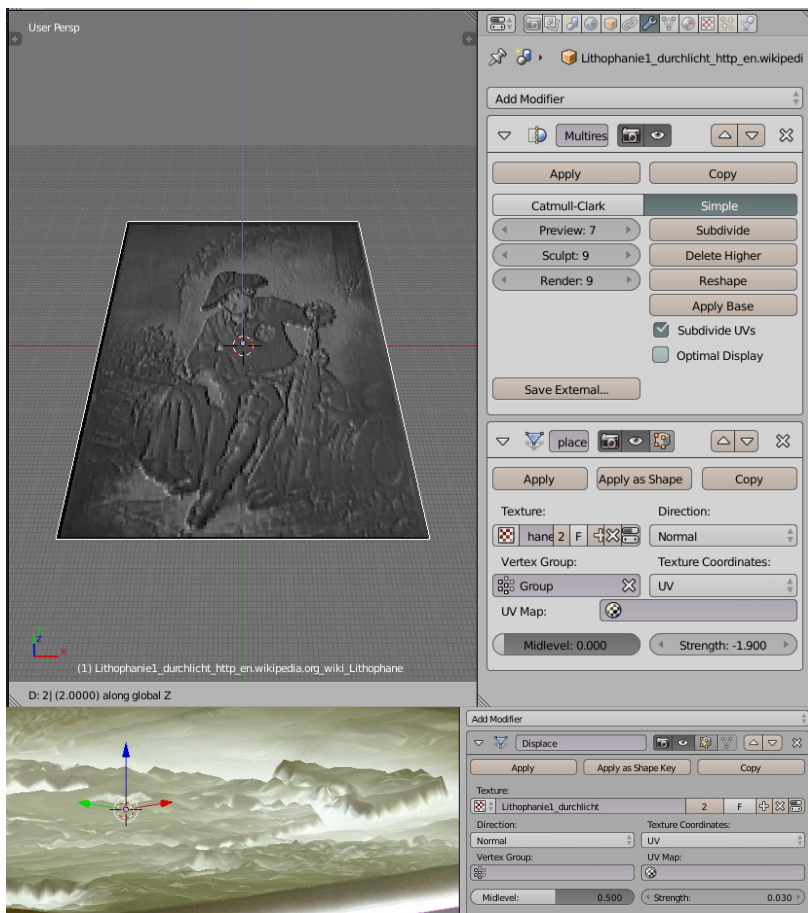 User Persp
Lithophanie1_durchlicht_http_en.wikipedi
Add Modifier
Multires
Apply Copy
Catmull-Clark Simple
Preview: 7 Subdivide
Sculpt: 9 Delete Higher
Render: 9 Reshape
Apply Base
Subdivide UVs
Optimal Display
Save External...
place
Apply Apply as Shape Copy
Texture: Direction:
hane 2 F Normal
Vertex Group: Texture Coordinates:
Group UV
UV Map:
Midlevel: 0.000 Strength: -1.900
z
x
(1) Lithophanie1_durchlicht_http_en.wikipedia.org_wiki_Lithophane
D: 2| (2.0000) along global Z
Add Modifier
Displace
Apply Apply as Shape Key Copy
Texture:
Lithophanie1_durchlicht 2 F
Direction: Texture Coordinates:
Normal UV
Vertex Group: UV Map:
Midlevel: 0.500 Strength: 0.030